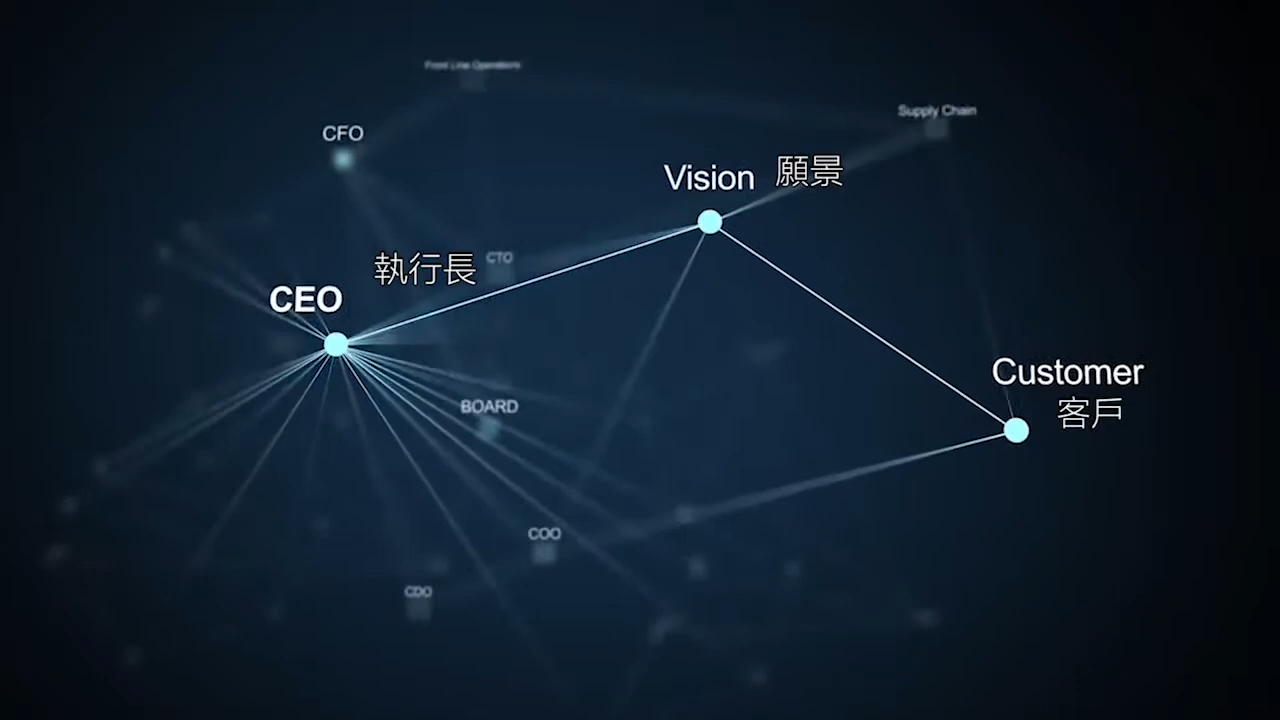 Front Line Operations
Supply Chain
CFO
Vision 願景
CTO
執行長
CEO
Customer
客戶
BOARD
COO
CDO